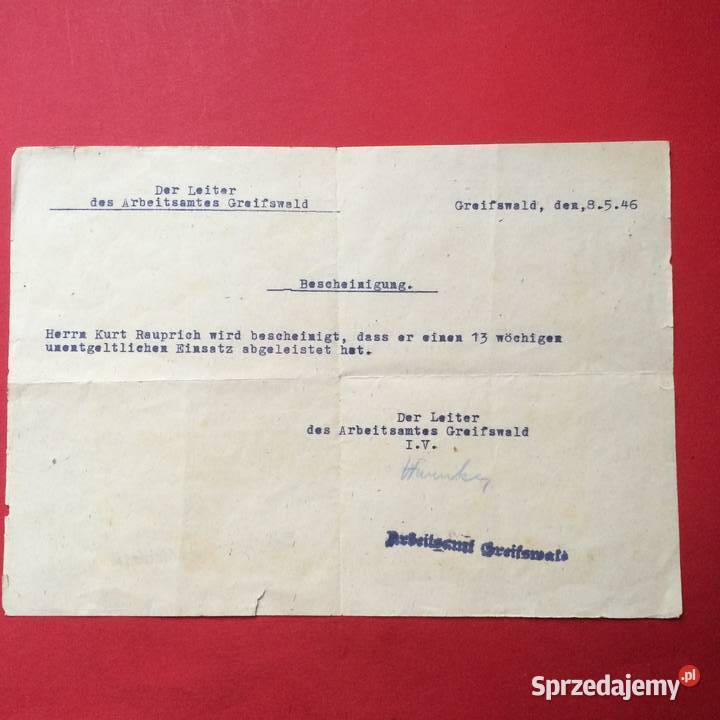 Der Leiter
des Arbeitsamtes Greifswald
Greifswald, den,8.5.46
Bescheinigung.
Herrn Kurt Rauprich wird bescheinigt, dass er einen 13 wöchigen
unentgeltlichen Einsatz abgeleistet hat.
Der Leiter
des Arbeitsamtes Greifswald
I.V.
Arbeitsamt Greifswald
Sprzedajemy.pl